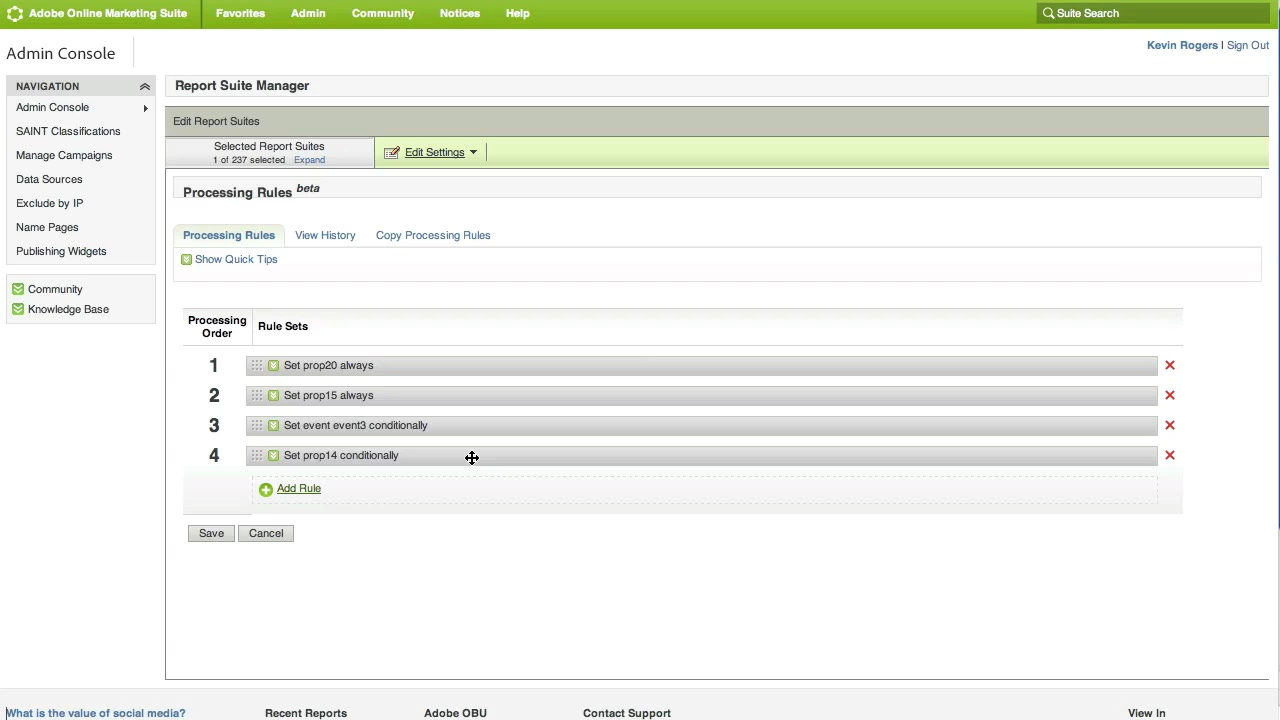 Adobe Online Marketing Suite Favorites Admin Community Notices Help Suite Search
Admin Console
Kevin Rogers | Sign Out
NAVIGATION
Admin Console
SAINT Classifications
Manage Campaigns
Data Sources
Exclude by IP
Name Pages
Publishing Widgets
Community
Knowledge Base
Report Suite Manager
Edit Report Suites
Selected Report Suites
1 of 237 selected Expand
Edit Settings
Processing Rules beta
Processing Rules View History Copy Processing Rules
Show Quick Tips
Processing
Order
Rule Sets
1 Set prop20 always
2 Set prop15 always
3 Set event event3 conditionally
4 Set prop14 conditionally
Add Rule
Save Cancel
What is the value of social media? Recent Reports Adobe OBU Contact Support View In